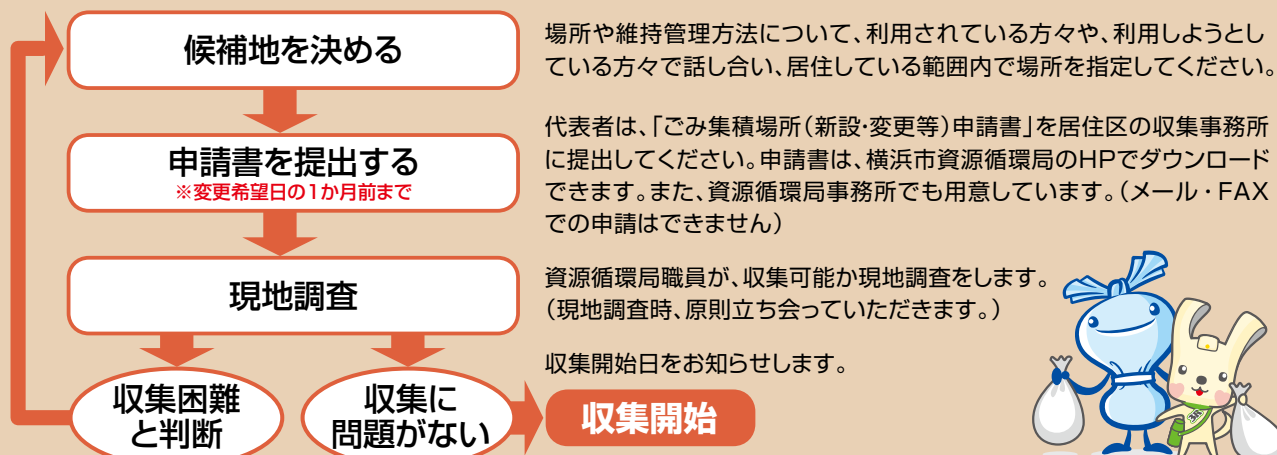 候補地を決める
場所や維持管理方法について、利用されている方々や、利用しようとし
ている方々で話し合い、居住している範囲内で場所を指定してください。
申請書を提出する
※変更希望日の1か月前まで
代表者は、「ごみ集積場所（新設・変更等）申請書」を居住区の収集事務所
に提出してください。申請書は、横浜市資源循環局のHPでダウンロード
できます。また、資源循環局事務所でも用意しています。（メール・FAX
での申請はできません）
現地調査
資源循環局職員が、収集可能か現地調査をします。
（現地調査時、原則立ち会っていただきます。）
収集困難
と判断
収集に
問題がない
収集開始日をお知らせします。
収集開始